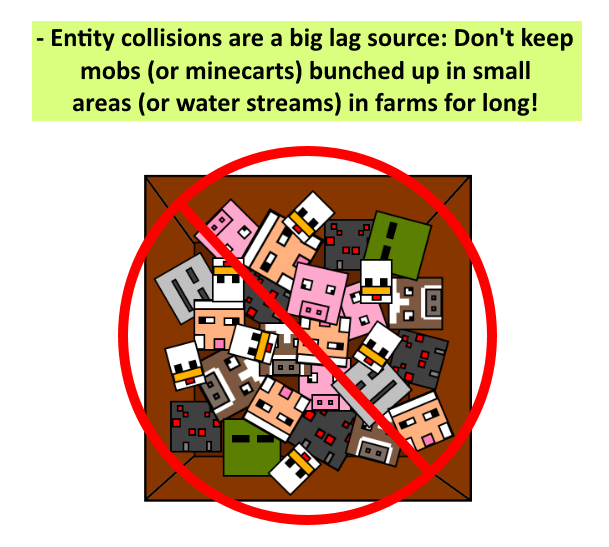 - Entity collisions are a big lag source: Don't keep
mobs (or minecarts) bunched up in small
areas (or water streams) in farms for long!